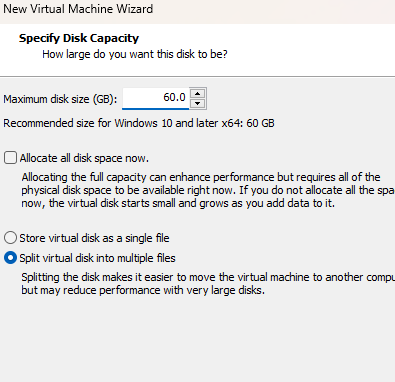 New Virtual Machine Wizard
Specify Disk Capacity
How large do you want this disk to be?
Maximum disk size (GB): 60.0
Recommended size for Windows 10 and later x64: 60 GB
Allocate all disk space now.
Allocating the full capacity can enhance performance but requires all of the
physical disk space to be available right now. If you do not allocate all the spa
now, the virtual disk starts small and grows as you add data to it.
Store virtual disk as a single file
Split virtual disk into multiple files
Splitting the disk makes it easier to move the virtual machine to another compu
but may reduce performance with very large disks.